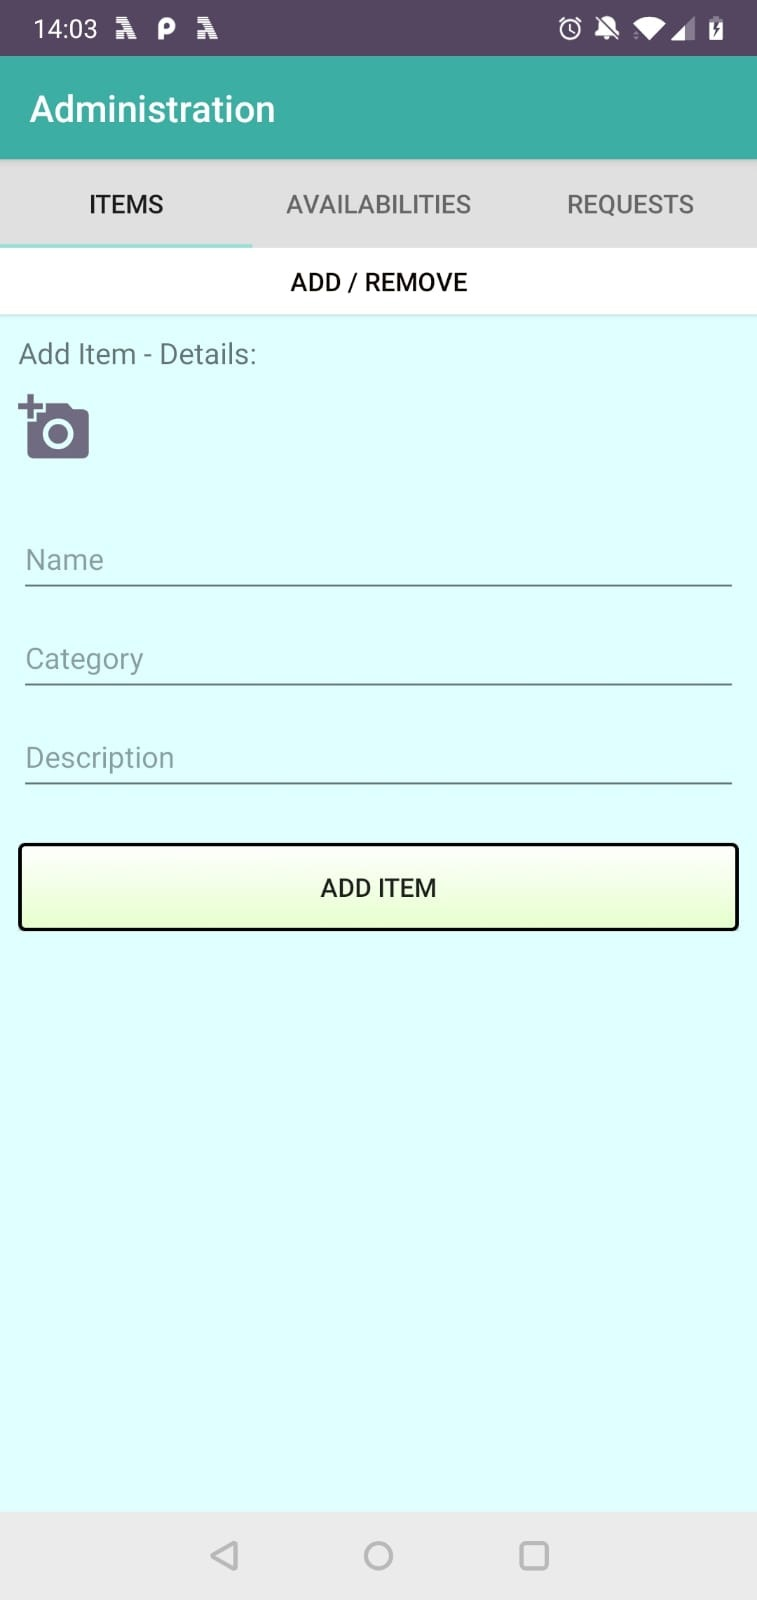 14:03
Administration
ITEMS AVAILABILITIES REQUESTS
ADD / REMOVE
Add Item - Details:
Name
Category
Description
ADD ITEM